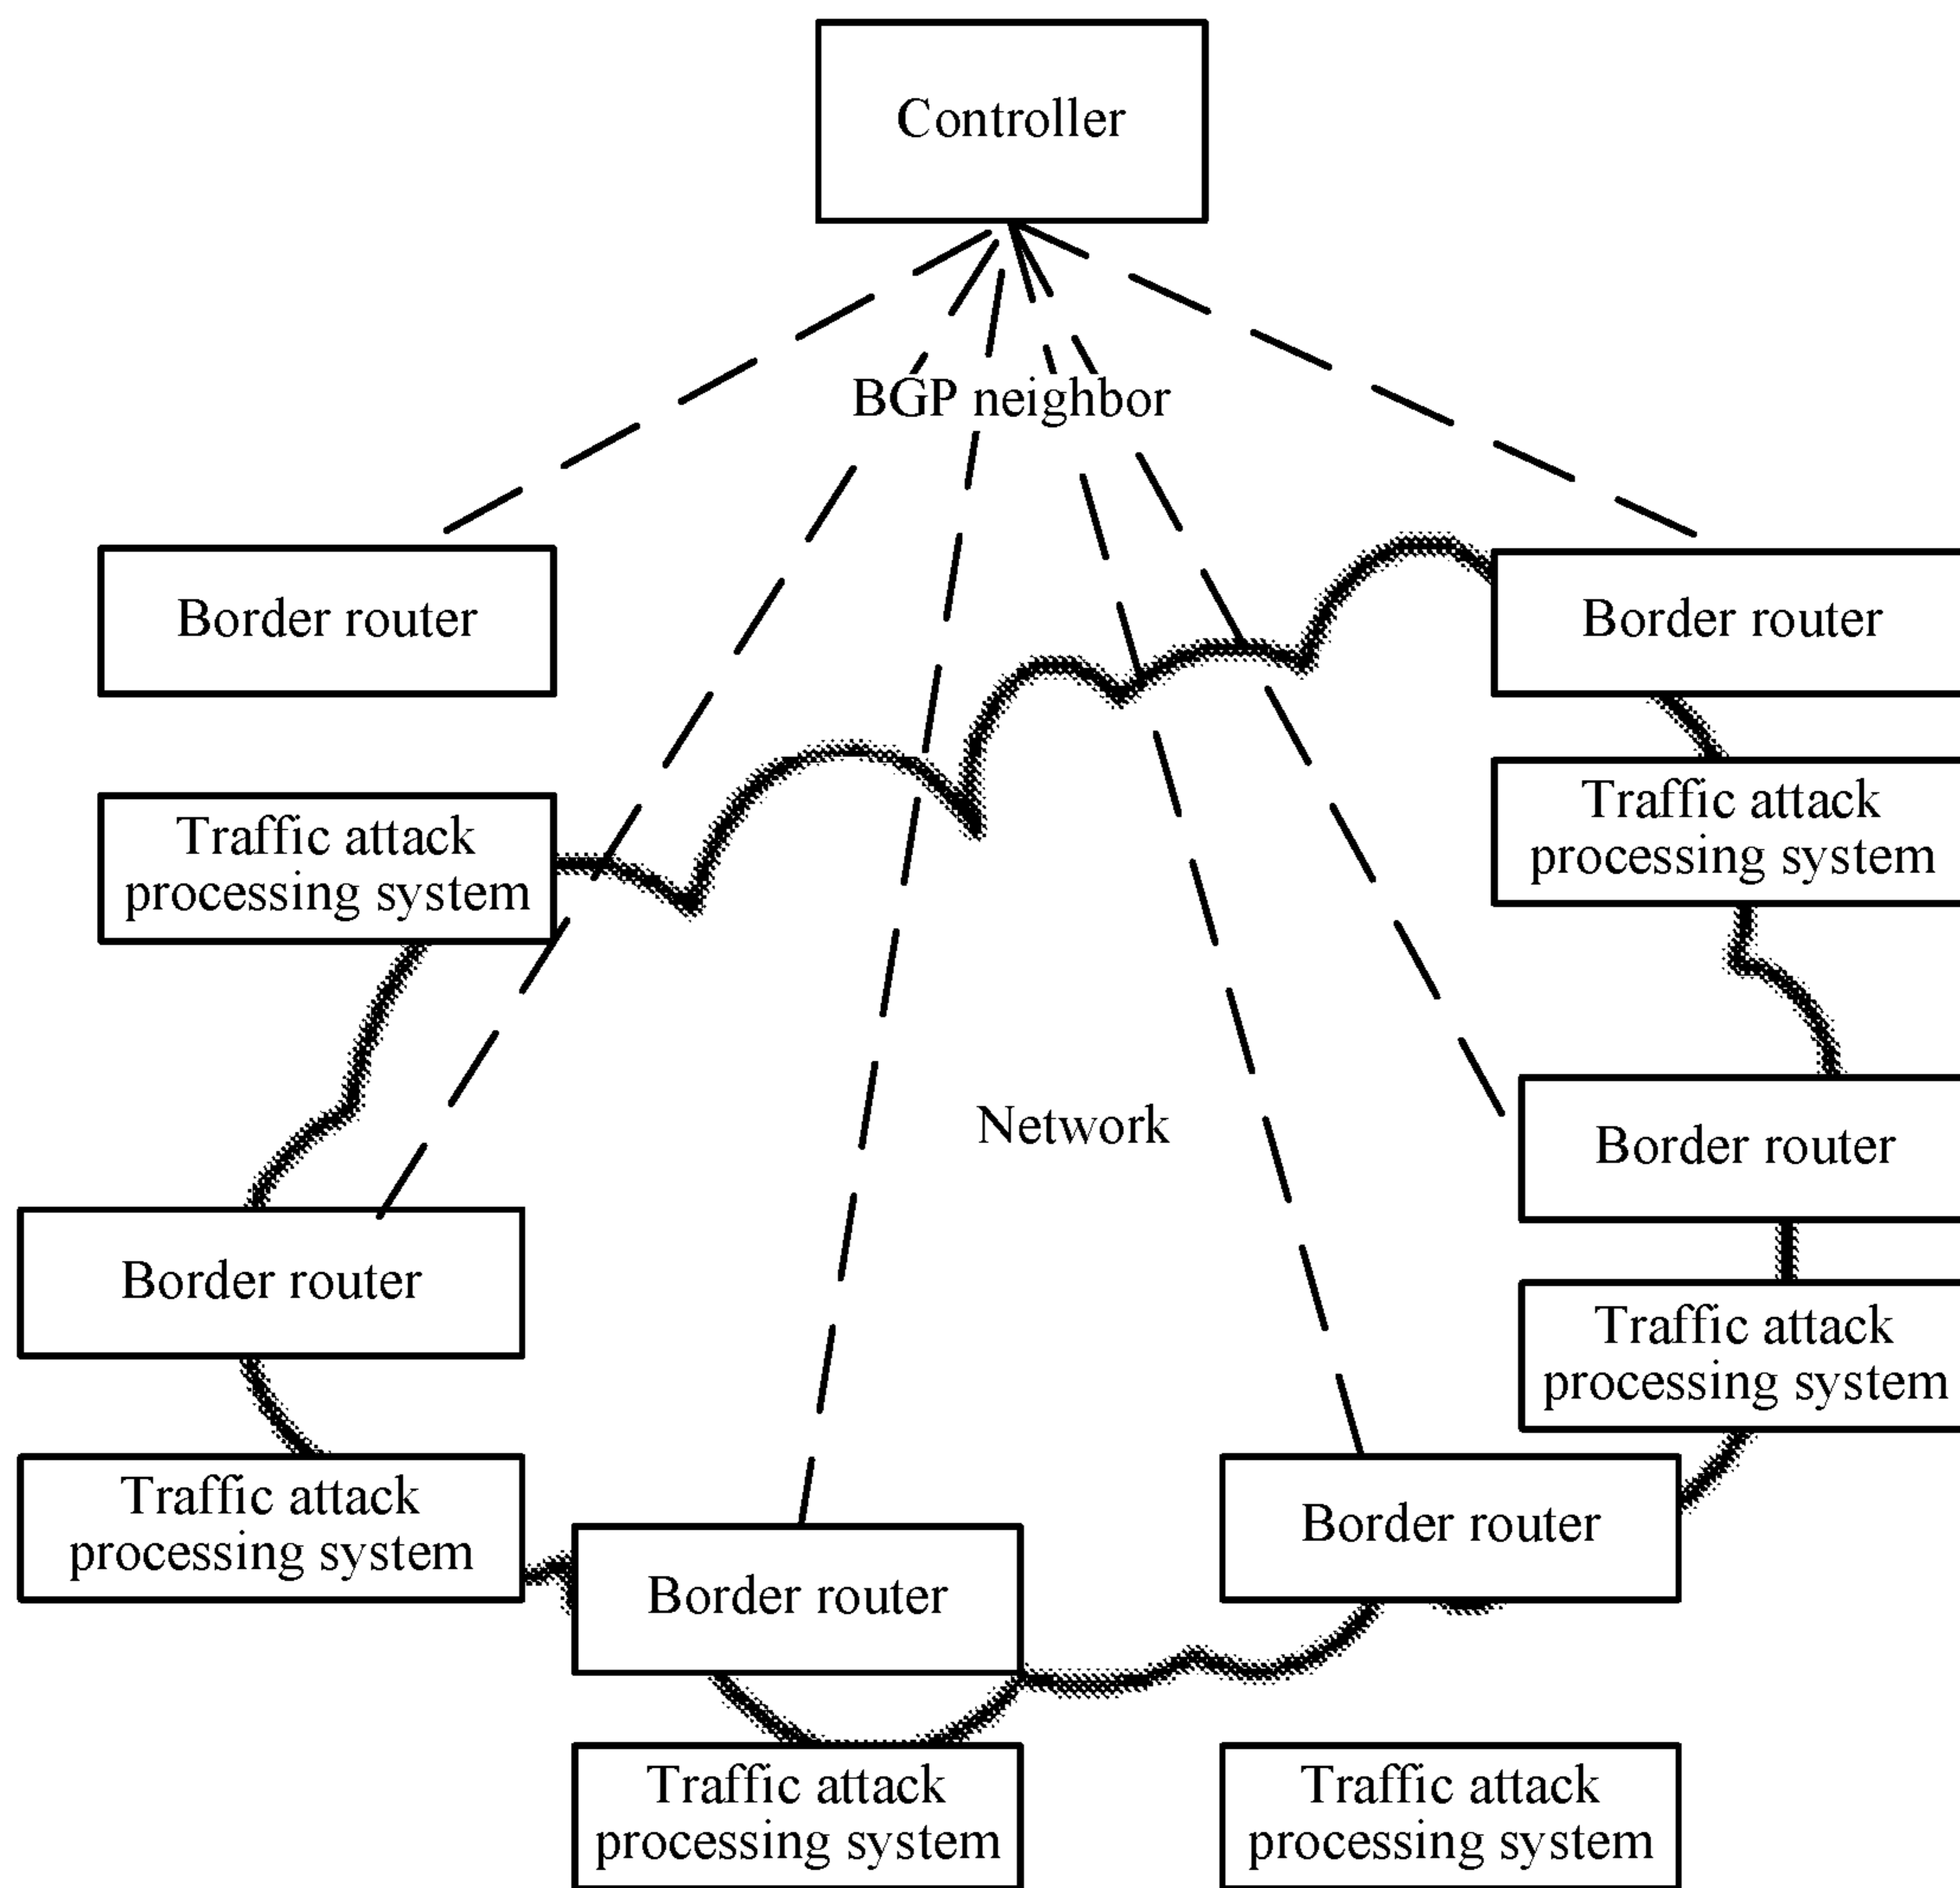 Controller
BGP neighbor
Border router
Border router
Traffic attack
processing system
Traffic attack
processing system
Network
Border router
Border router
Traffic attack
processing system
Traffic attack
processing system
Border router
Border router
Traffic attack
processing system
Traffic attack
processing system